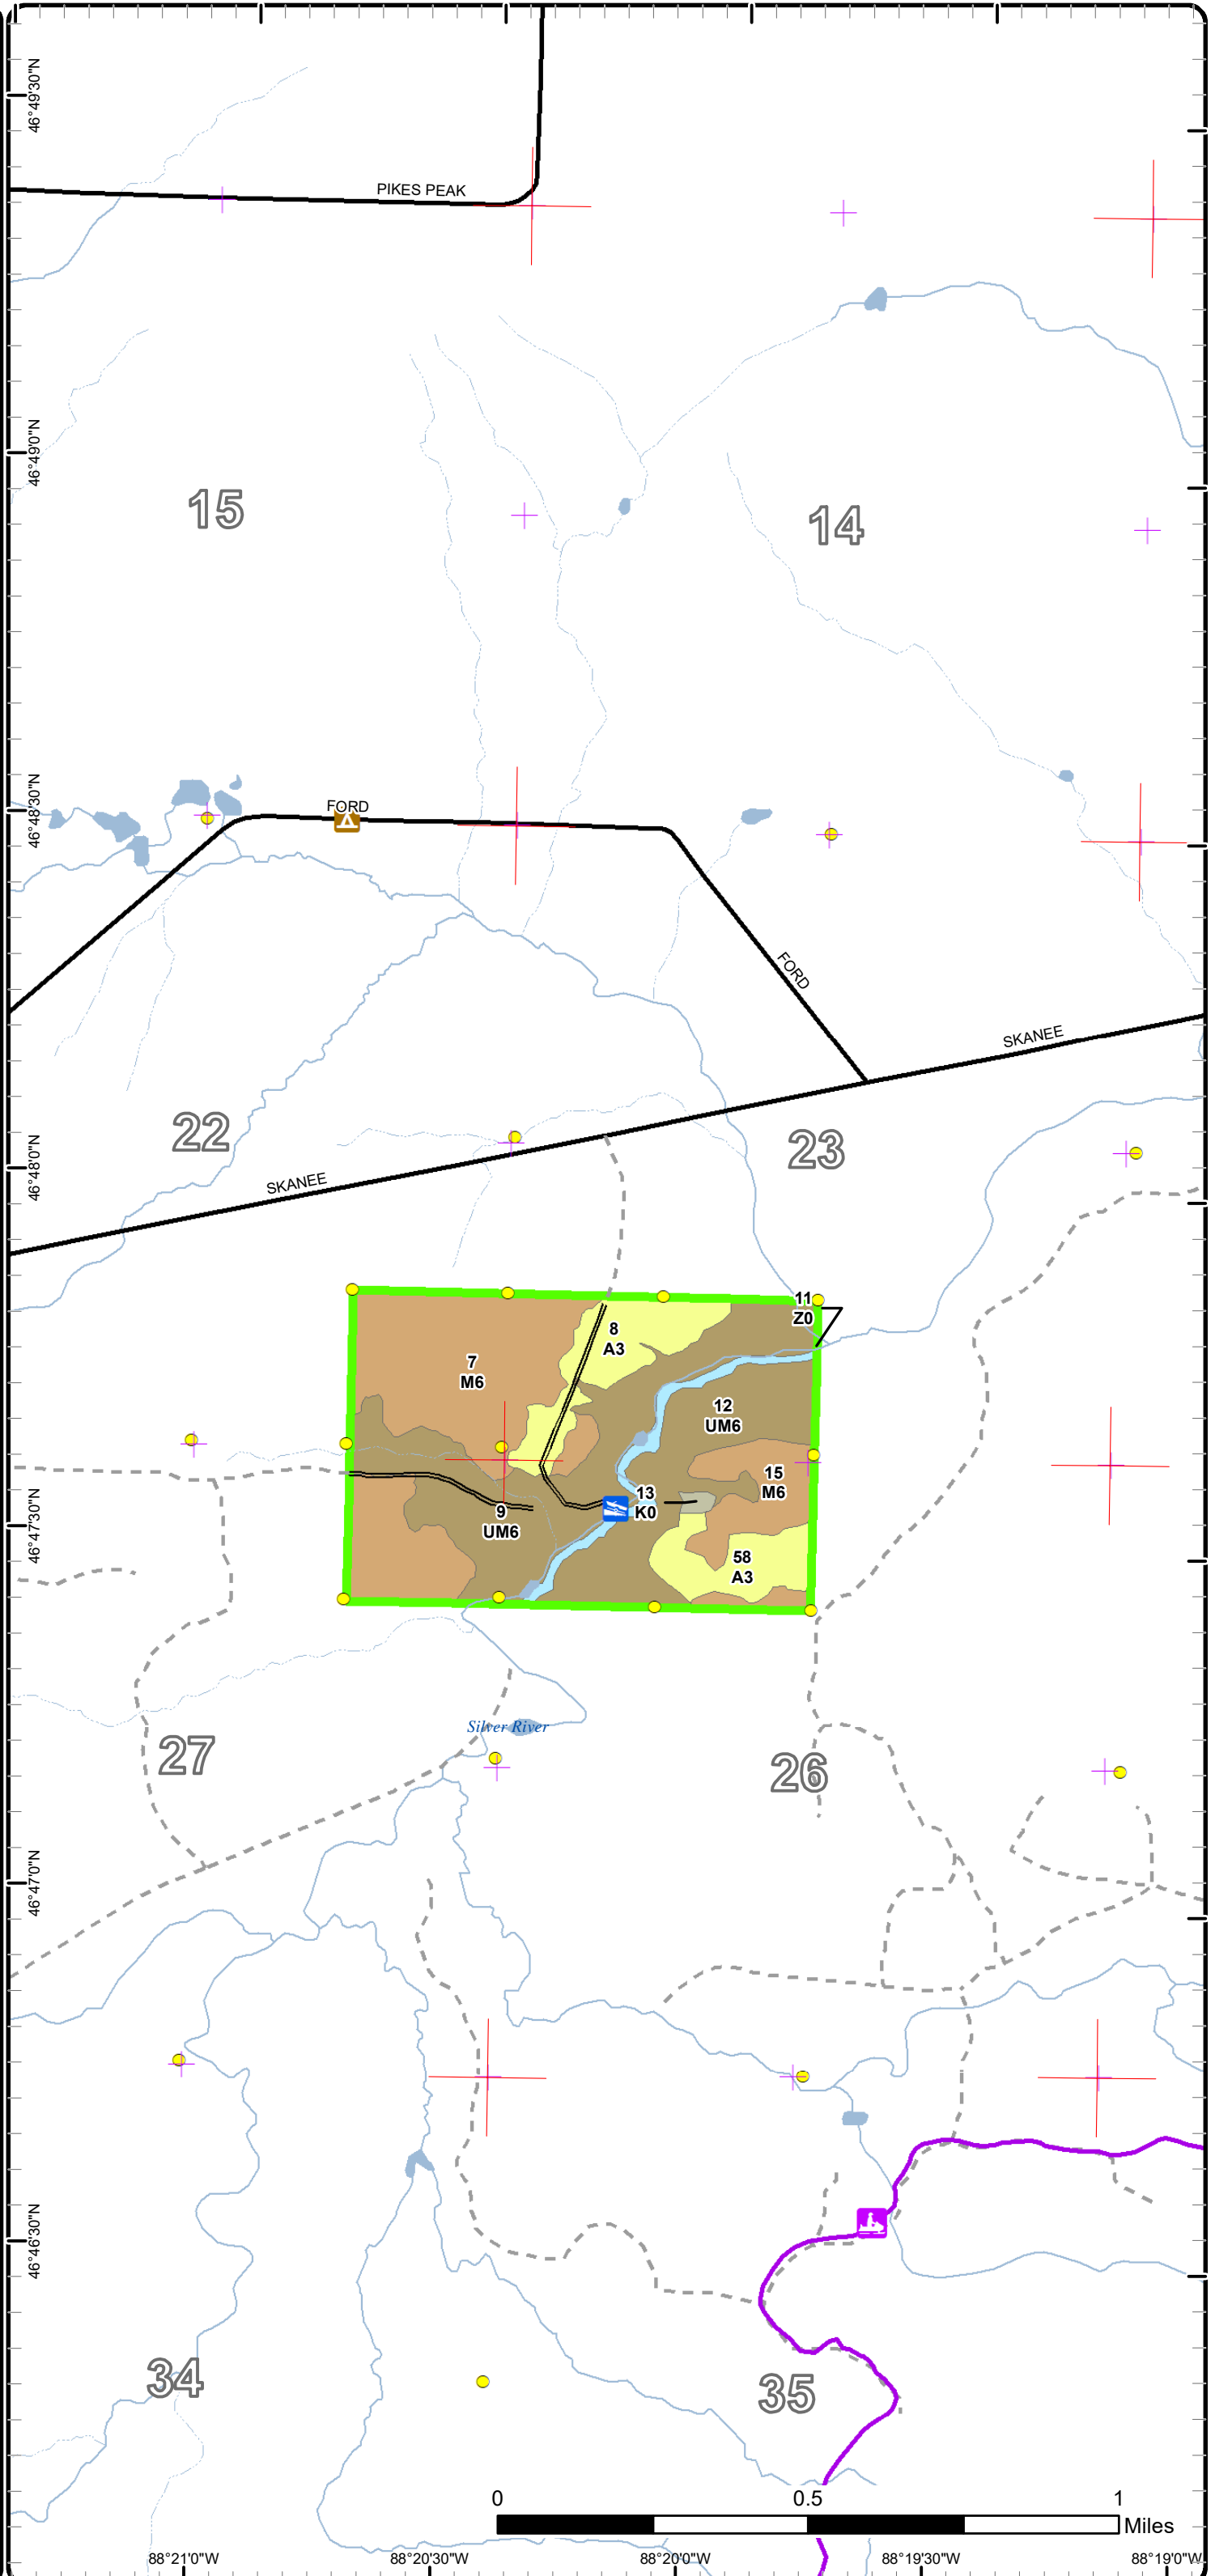 46°49'30"N
PIKES PEAK
46°49'0"N
15
14
46°48'30"N
FORD
FORD
SKANEE
22
23
46°48'0"N
SKANEE
11
Z0
8
A3
7
M6
12
UM6
15
M6
13
K0
9
UM6
46°47'30"N
58
A3
Silver River
27
26
46°47'0"N
46°46'30"N
34
35
0 0.5 1
Miles
88°21'0"W 88°20'30"W 88°20'0"W 88°19'30"W 88°19'0"W